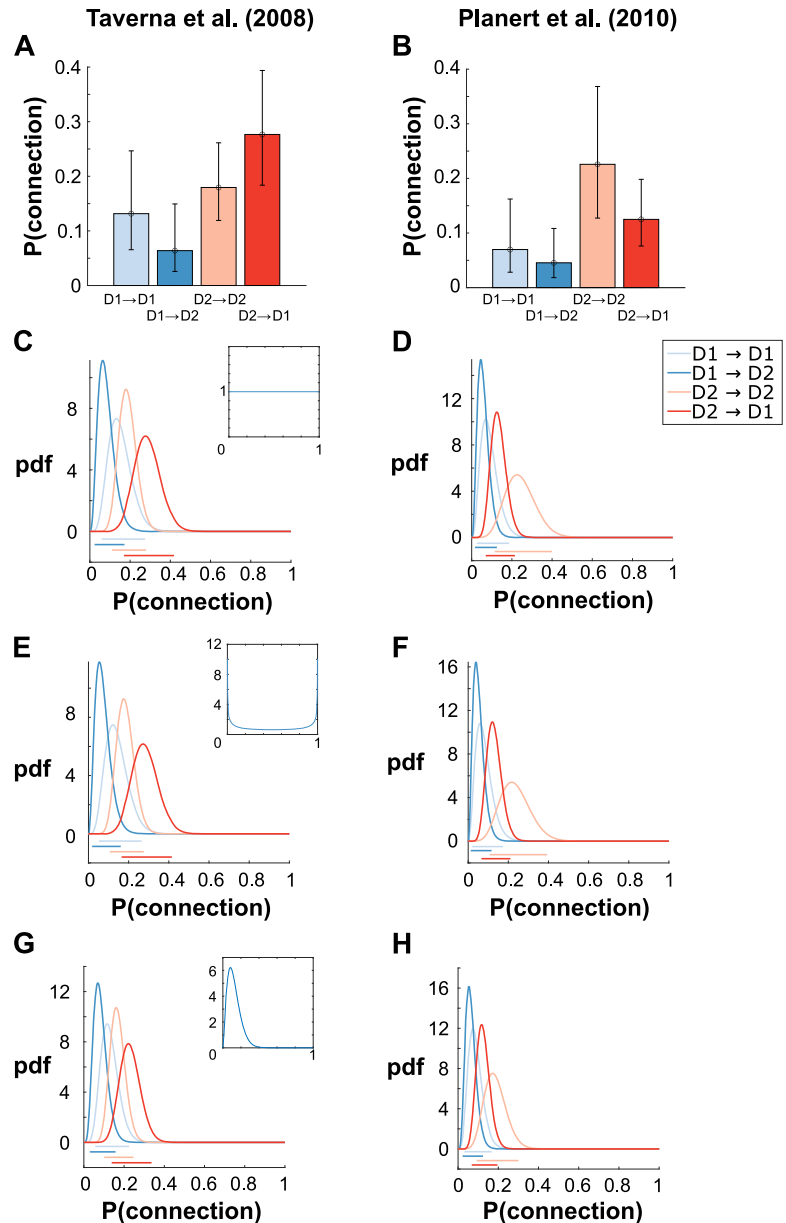 Taverna et al. (2008)
Planert et al. (2010)
A
P(connection)
0.4
0.3
0.2
0.1
0
D1→D1
D1→D2
D2→D2
D2→D1
B
P(connection)
0.4
0.3
0.2
0.1
0
D1→D1
D1→D2
D2→D2
D2→D1
C
pdf
8
4
0
0 0.2 0.4 0.6 0.8 1
P(connection)
1
0 1
D
D1 → D1
D1 → D2
D2 → D2
D2 → D1
pdf
12
8
4
0
0 0.2 0.4 0.6 0.8 1
P(connection)
E
pdf
8
4
0
0 0.2 0.4 0.6 0.8 1
P(connection)
12
8
4
0 1
F
pdf
16
12
8
4
0
0 0.2 0.4 0.6 0.8 1
P(connection)
G
pdf
12
8
4
0
0 0.2 0.4 0.6 0.8 1
P(connection)
6
4
2
0 1
H
pdf
16
12
8
4
0
0 0.2 0.4 0.6 0.8 1
P(connection)